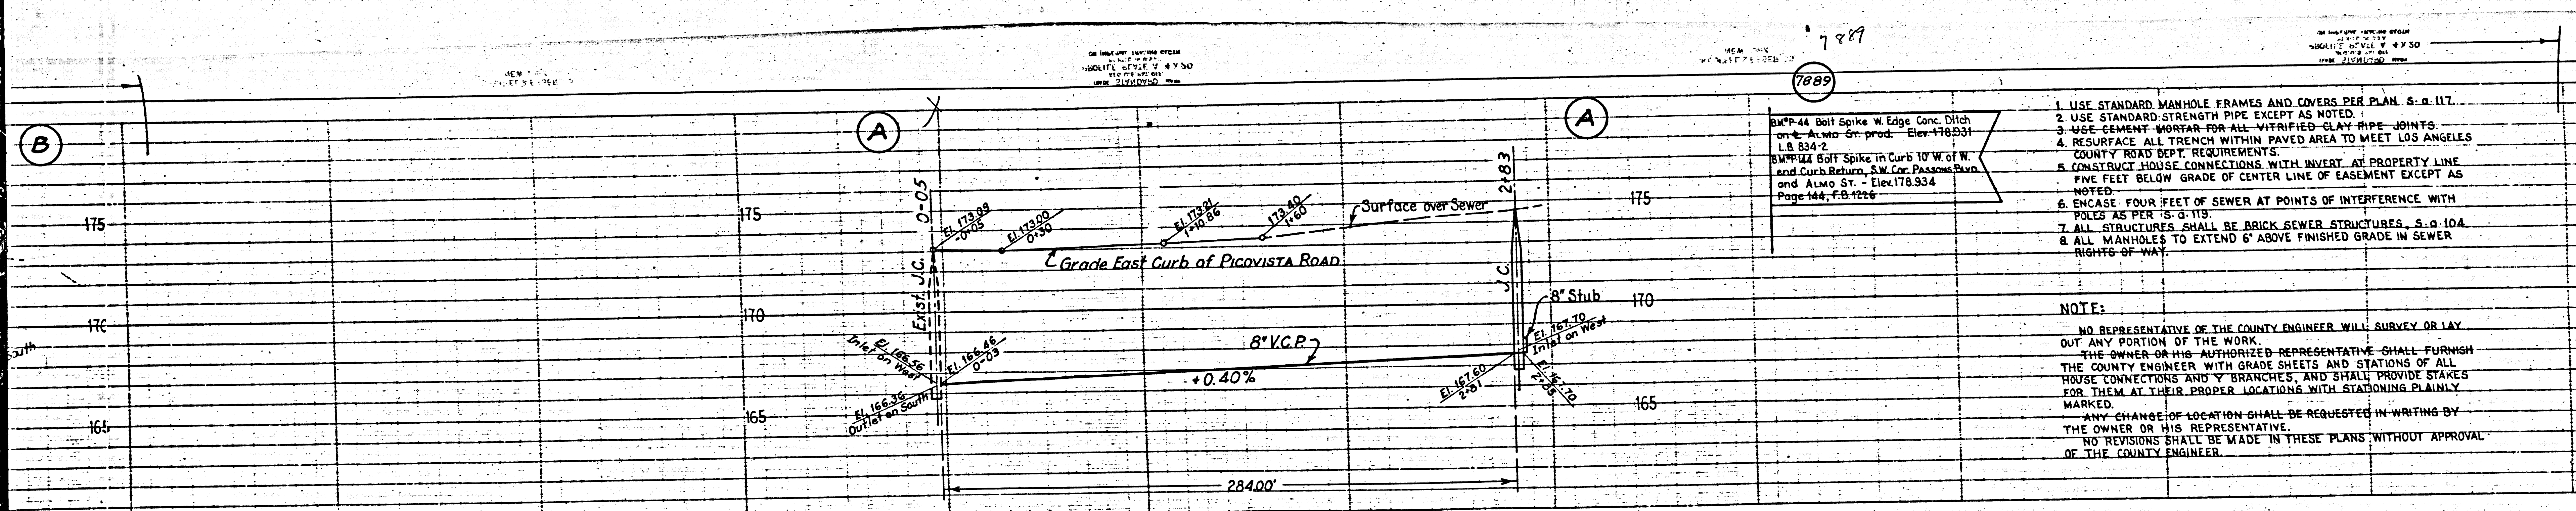 7889
7889
B
A
A
175
170
165
South
175
170
165
0-05
Exist. J.C.
El. 173.09
-0+05
El. 173.00
0+30
El. 173.21
1+10.86
173.40
1+60
Surface over Sewer
Grade East Curb of PICOVISTA ROAD
El. 166.56
Inlet on West
El. 166.46
0-03
El. 166.36
Outlet on South
8" V.C.P.
+0.40%
284.00'
2+83
J.C.
8" Stub
El. 167.70
Inlet on West
El. 167.60
2+81
El. 167.70
2+85
175
170
165
BM#P-44 Bolt Spike W. Edge Conc. Ditch
on ℄ ALMO ST. prod. Elev. 178.931
L.B. 834-2
BM#P144 Bolt Spike in Curb 10' W. of W.
end Curb Return, S.W. Cor. PASSONS BLVD.
and ALMO ST. - Elev. 178.934
Page 144, F.B. 1226
1. USE STANDARD MANHOLE FRAMES AND COVERS PER PLAN S-a-117.
2. USE STANDARD STRENGTH PIPE EXCEPT AS NOTED.
3. USE CEMENT MORTAR FOR ALL VITRIFIED CLAY PIPE JOINTS.
4. RESURFACE ALL TRENCH WITHIN PAVED AREA TO MEET LOS ANGELES
COUNTY ROAD DEPT. REQUIREMENTS.
5. CONSTRUCT HOUSE CONNECTIONS WITH INVERT AT PROPERTY LINE
FIVE FEET BELOW GRADE OF CENTER LINE OF EASEMENT EXCEPT AS
NOTED.
6. ENCASE FOUR FEET OF SEWER AT POINTS OF INTERFERENCE WITH
POLES AS PER S-a-119.
7. ALL STRUCTURES SHALL BE BRICK SEWER STRUCTURES, S-a-104
8. ALL MANHOLES TO EXTEND 6" ABOVE FINISHED GRADE IN SEWER
RIGHTS OF WAY.
NOTE:
NO REPRESENTATIVE OF THE COUNTY ENGINEER WILL SURVEY OR LAY
OUT ANY PORTION OF THE WORK.
THE OWNER OR HIS AUTHORIZED REPRESENTATIVE SHALL FURNISH
THE COUNTY ENGINEER WITH GRADE SHEETS AND STATIONS OF ALL
HOUSE CONNECTIONS AND Y BRANCHES, AND SHALL PROVIDE STAKES
FOR THEM AT THEIR PROPER LOCATIONS WITH STATIONING PLAINLY
MARKED.
ANY CHANGE OF LOCATION SHALL BE REQUESTED IN WRITING BY
THE OWNER OR HIS REPRESENTATIVE.
NO REVISIONS SHALL BE MADE IN THESE PLANS WITHOUT APPROVAL
OF THE COUNTY ENGINEER.